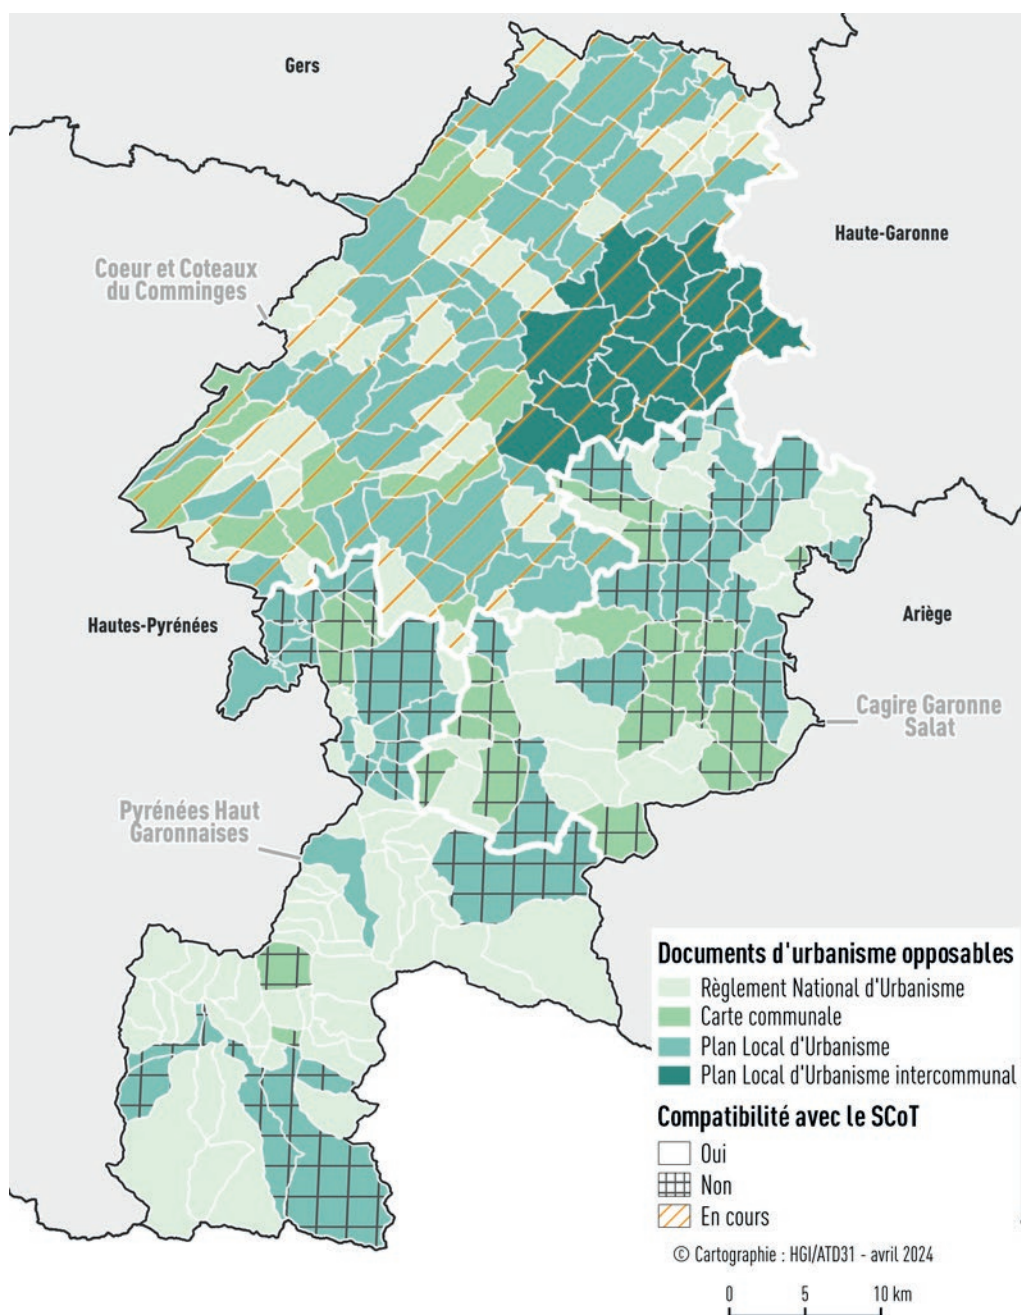 Gers
Haute-Garonne
Coeur et Coteaux
du Comminges
Hautes-Pyrénées
Ariège
Cagire Garonne
Salat
Pyrénées Haut
Garonnaises
Documents d'urbanisme opposables
Règlement National d'Urbanisme
Carte communale
Plan Local d'Urbanisme
Plan Local d'Urbanisme intercommunal
Compatibilité avec le SCoT
Oui
Non
En cours
© Cartographie : HGI/ATD31 - avril 2024
0 5 10 km